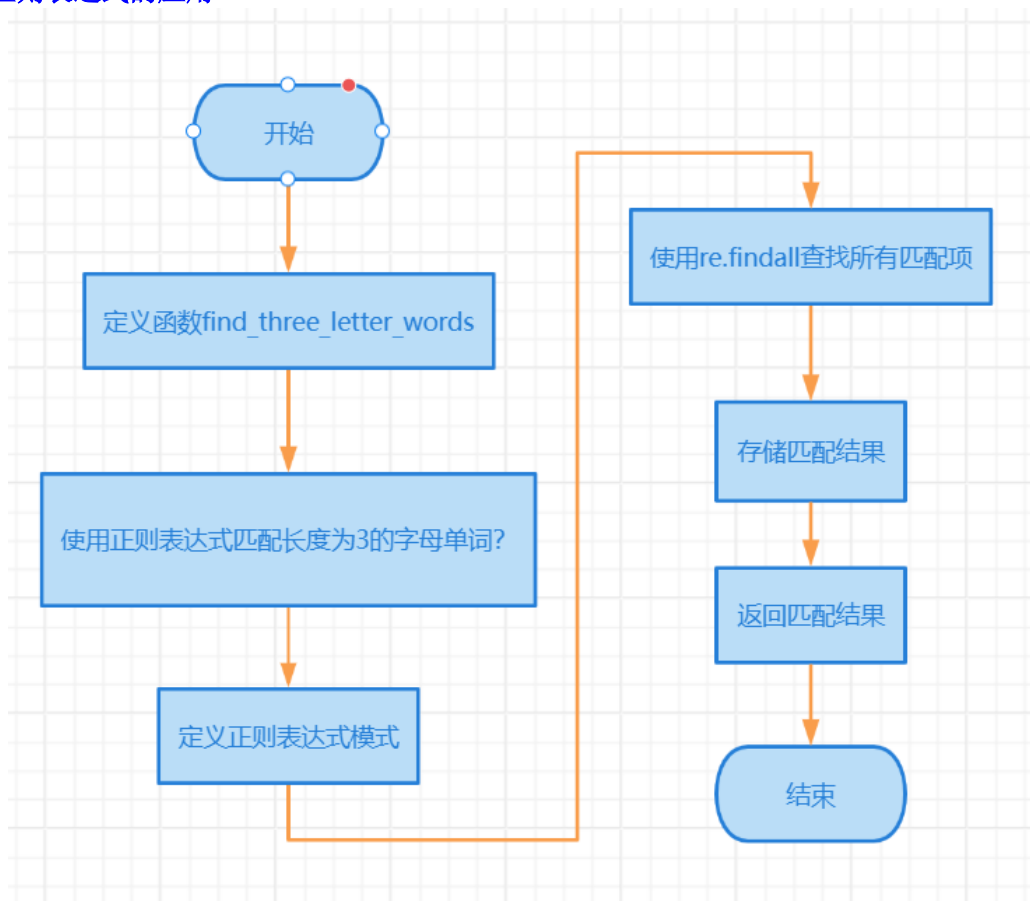 开始
定义函数find_three_letter_words
使用正则表达式匹配长度为3的字母单词?
定义正则表达式模式
使用re.findall查找所有匹配项
存储匹配结果
返回匹配结果
结束